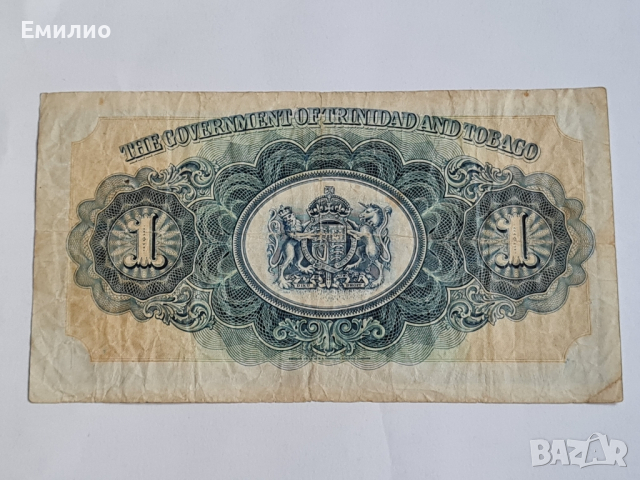 Емилио
THE GOVERNMENT OF TRINIDAD AND TOBAGO
1 1
BAZAR